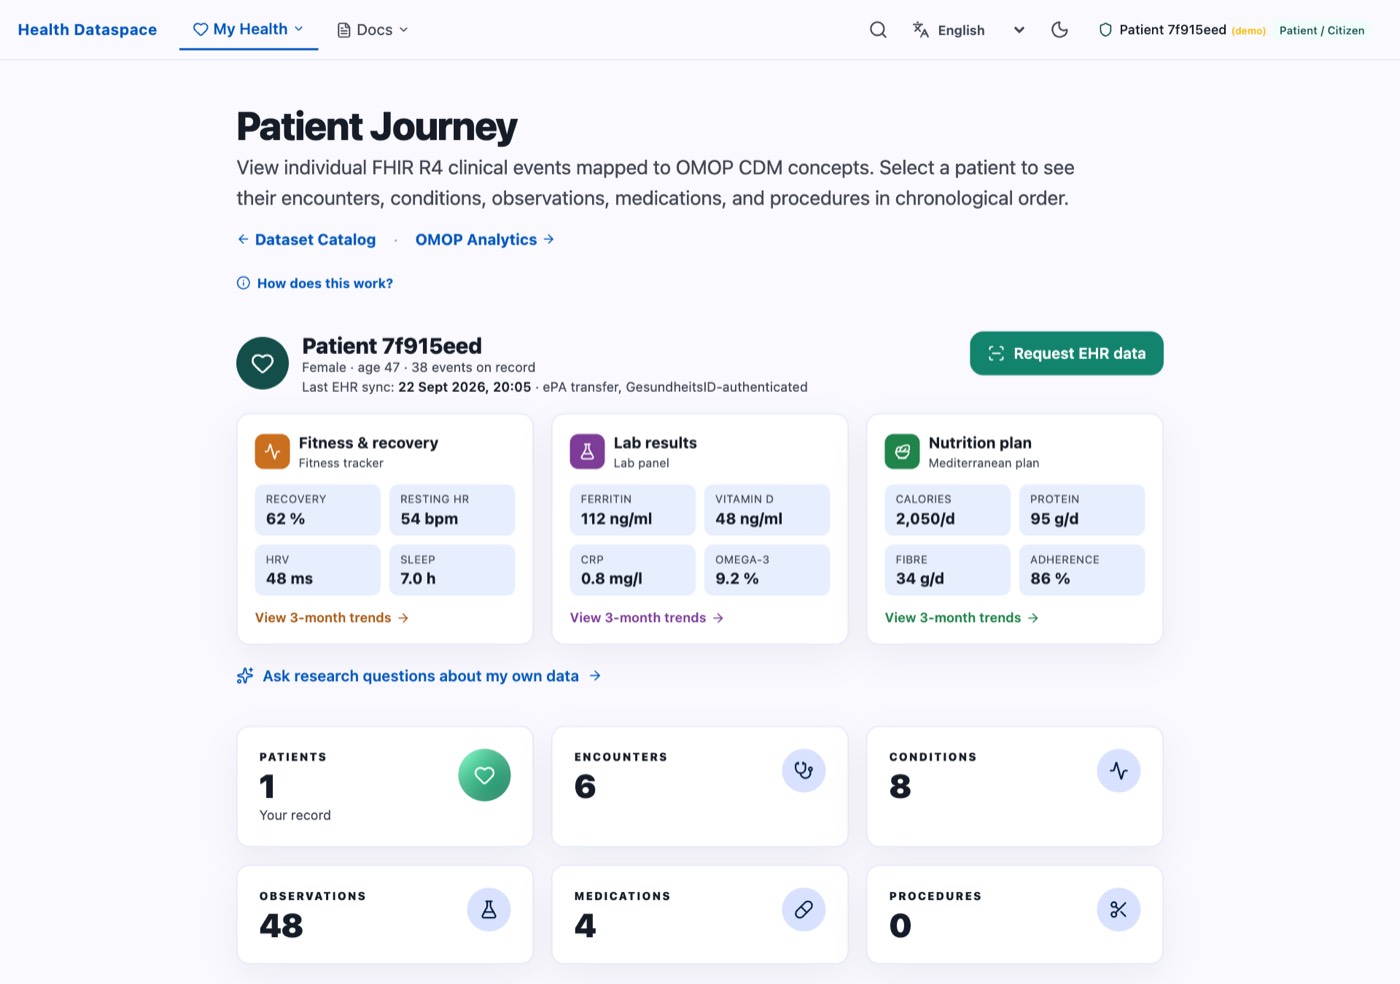 Health Dataspace
My Health
Docs
English
Patient 7f915eed (demo)
Patient / Citizen
Patient Journey
View individual FHIR R4 clinical events mapped to OMOP CDM concepts. Select a patient to see
their encounters, conditions, observations, medications, and procedures in chronological order.
← Dataset Catalog · OMOP Analytics →
How does this work?
Patient 7f915eed
Female · age 47 · 38 events on record
Last EHR sync: 22 Sept 2026, 20:05 · ePA transfer, GesundheitsID-authenticated
Request EHR data
Fitness & recovery
Fitness tracker
RECOVERY
62 %
RESTING HR
54 bpm
HRV
48 ms
SLEEP
7.0 h
View 3-month trends →
Lab results
Lab panel
FERRITIN
112 ng/ml
VITAMIN D
48 ng/ml
CRP
0.8 mg/l
OMEGA-3
9.2 %
View 3-month trends →
Nutrition plan
Mediterranean plan
CALORIES
2,050/d
PROTEIN
95 g/d
FIBRE
34 g/d
ADHERENCE
86 %
View 3-month trends →
Ask research questions about my own data →
PATIENTS
1
Your record
ENCOUNTERS
6
CONDITIONS
8
OBSERVATIONS
48
MEDICATIONS
4
PROCEDURES
0